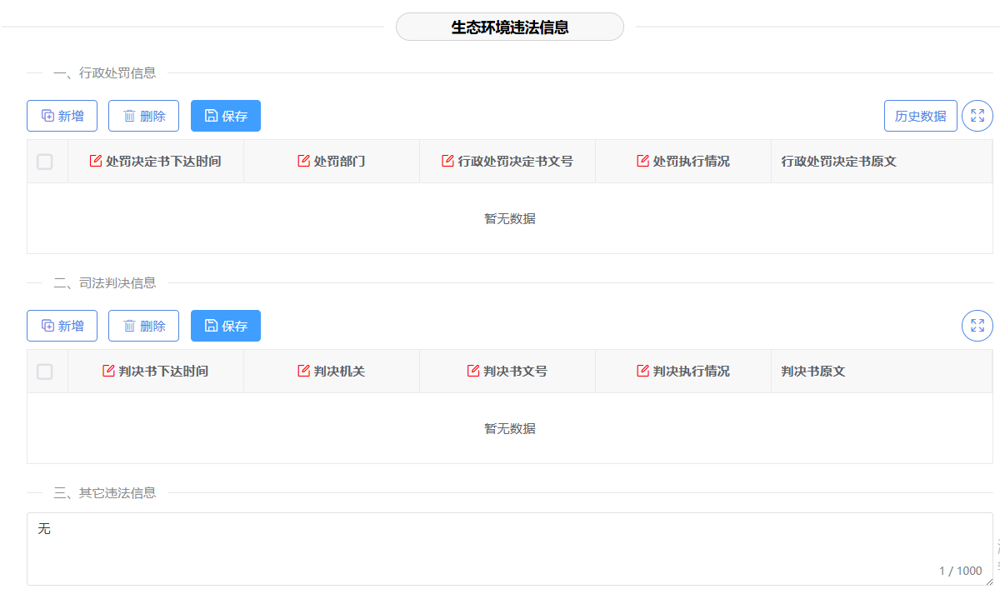 生态环境违法信息
一、行政处罚信息
新增 删除 保存 历史数据
处罚决定书下达时间 处罚部门 行政处罚决定书文号 处罚执行情况 行政处罚决定书原文
暂无数据
二、司法判决信息
新增 删除 保存
判决书下达时间 判决机关 判决书文号 判决执行情况 判决书原文
暂无数据
三、其它违法信息
无
1 / 1000